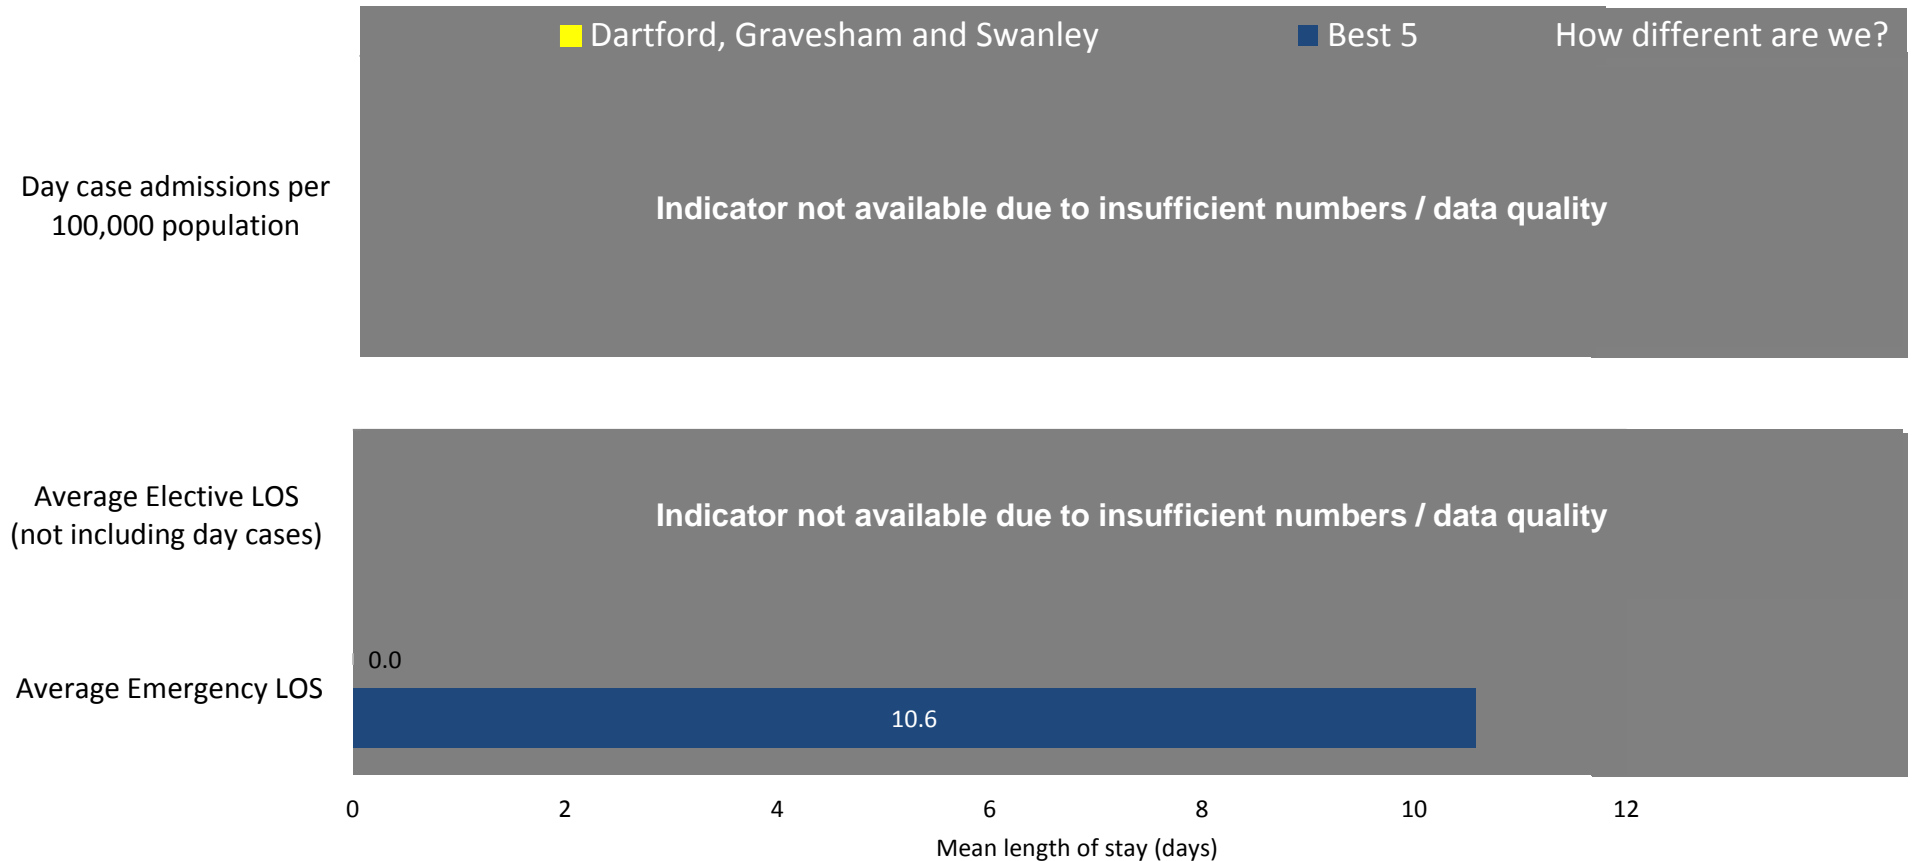 Dartford, Gravesham and Swanley Best 5 How different are we?
Day case admissions per
100,000 population
Indicator not available due to insufficient numbers / data quality
Average Elective LOS
(not including day cases)
Indicator not available due to insufficient numbers / data quality
0.0
Average Emergency LOS
10.6
0 2 4 6 8 10 12
Mean length of stay (days)